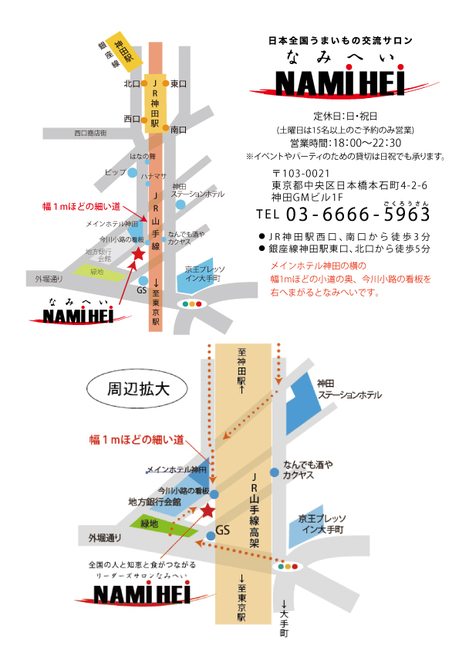 日本全国うまいもの交流サロン
なみへい
NAMIHEI
定休日:日・祝日
(土曜日は15名以上のご予約のみ営業)
営業時間:18:00〜22:30
※イベントやパーティのための貸切は日祝でも承ります。
〒103-0021
東京都中央区日本橋本石町4-2-6
神田GMビル1F
ごくろうさん
TEL 03-6666-5963
● JR神田駅西口、南口から徒歩3分
● 銀座線神田駅東口、北口から徒歩5分
メインホテル神田の横の
幅1mほどの小道の奥、今川小路の看板を
右へまがるとなみへいです。
銀座線
神田駅
北口
東口
JR神田駅
西口
南口
西口商店街
はなの舞
ビップ
ハナマサ
神田
ステーションホテル
幅1mほどの細い道
JR山手線
メインホテル神田
今川小路の看板
なんでも酒や
カクヤス
地方銀行
会館
緑地
外堀通り
京王プレッソ
イン大手町
GS
→至東京駅
なみへい
NAMIHEI
周辺拡大
至神田駅→
神田
ステーションホテル
幅1mほどの細い道
メインホテル神田
なんでも酒や
カクヤス
今川小路の看板
地方銀行会館
JR山手線高架
緑地
GS
京王プレッソ
イン大手町
外堀通り
全国の人と知恵と食がつながる
リーダーズサロンなみへい
NAMIHEI
→至東京駅
→大手町